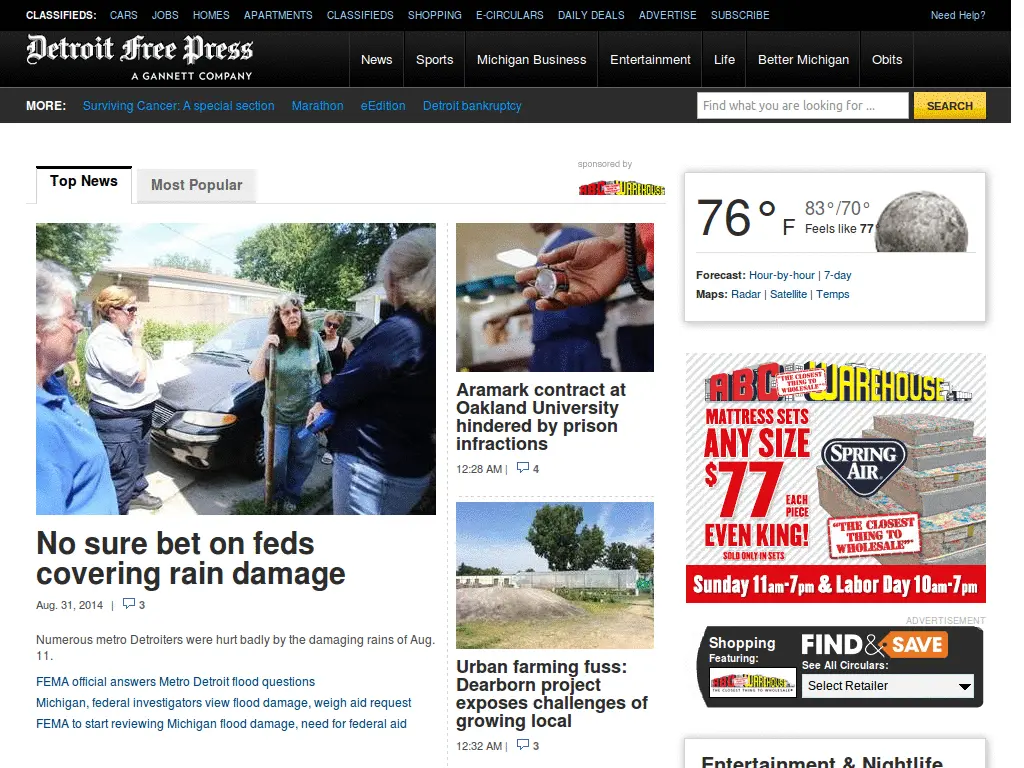 CLASSIFIEDS: CARS JOBS HOMES APARTMENTS CLASSIFIEDS SHOPPING E-CIRCULARS DAILY DEALS ADVERTISE SUBSCRIBE Need Help?
Detroit Free Press
A GANNETT COMPANY
News Sports Michigan Business Entertainment Life Better Michigan Obits
MORE: Surviving Cancer: A special section Marathon eEdition Detroit bankruptcy
Find what you are looking for ... SEARCH
Top News Most Popular
sponsored by
ABC WAREHOUSE
No sure bet on feds
covering rain damage
Aug. 31, 2014 | 3
Numerous metro Detroiters were hurt badly by the damaging rains of Aug.
11.
FEMA official answers Metro Detroit flood questions
Michigan, federal investigators view flood damage, weigh aid request
FEMA to start reviewing Michigan flood damage, need for federal aid
Aramark contract at
Oakland University
hindered by prison
infractions
12:28 AM | 4
Urban farming fuss:
Dearborn project
exposes challenges of
growing local
12:32 AM | 3
76° F
83°/70°
Feels like 77
Forecast: Hour-by-hour | 7-day
Maps: Radar | Satellite | Temps
ABC WAREHOUSE
THE CLOSEST
THING TO
WHOLESALE
MATTRESS SETS
ANY SIZE
$77 EACH
PIECE
EVEN KING!
SOLD ONLY IN SETS
SPRING
AIR
"THE CLOSEST
THING TO
WHOLESALE"
Sunday 11am-7pm & Labor Day 10am-7pm
ADVERTISEMENT
Shopping
Featuring:
ABC WAREHOUSE
THE CLOSEST THING TO WHOLESALE
FIND & SAVE
See All Circulars:
Select Retailer
Entertainment & Nightlife